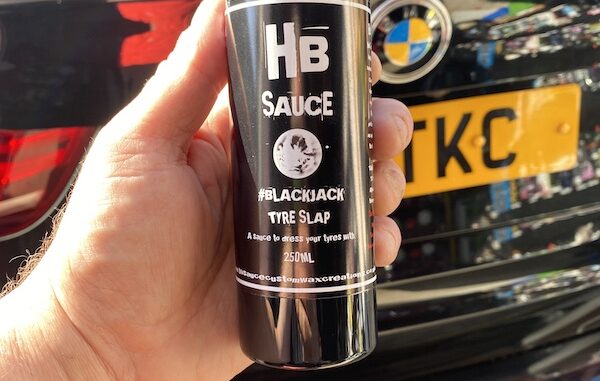 HB
SAUCE
#BLACKJACK
TYRE SLAP
A sauce to dress your tyres with
250ML
TKC